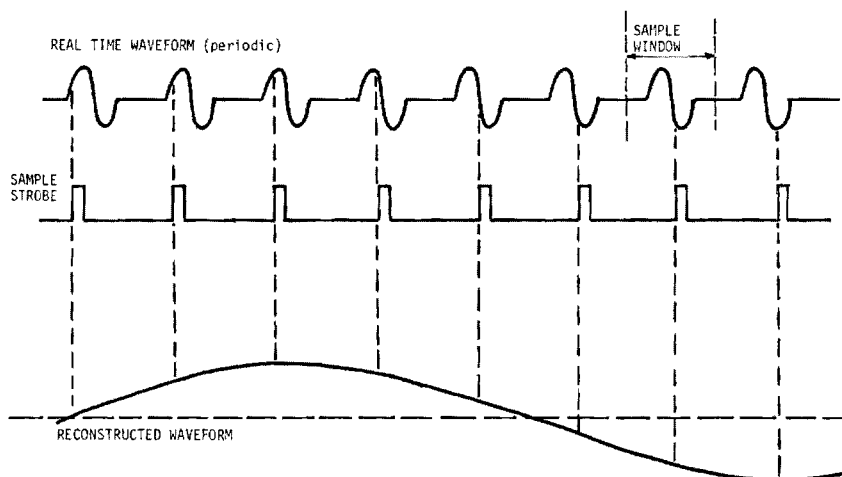 REAL TIME WAVEFORM (periodic)
SAMPLE
WINDOW
SAMPLE
STROBE
RECONSTRUCTED WAVEFORM